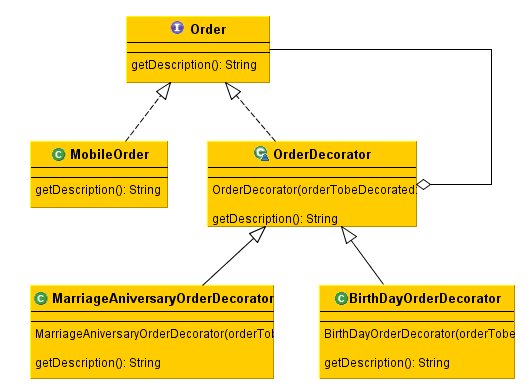 I Order
getDescription(): String
C MobileOrder
getDescription(): String
C OrderDecorator
OrderDecorator(orderTobeDecorated:
getDescription(): String
C MarriageAniversaryOrderDecorator
MarriageAniversaryOrderDecorator(orderTob
getDescription(): String
C BirthDayOrderDecorator
BirthDayOrderDecorator(orderTobe
getDescription(): String